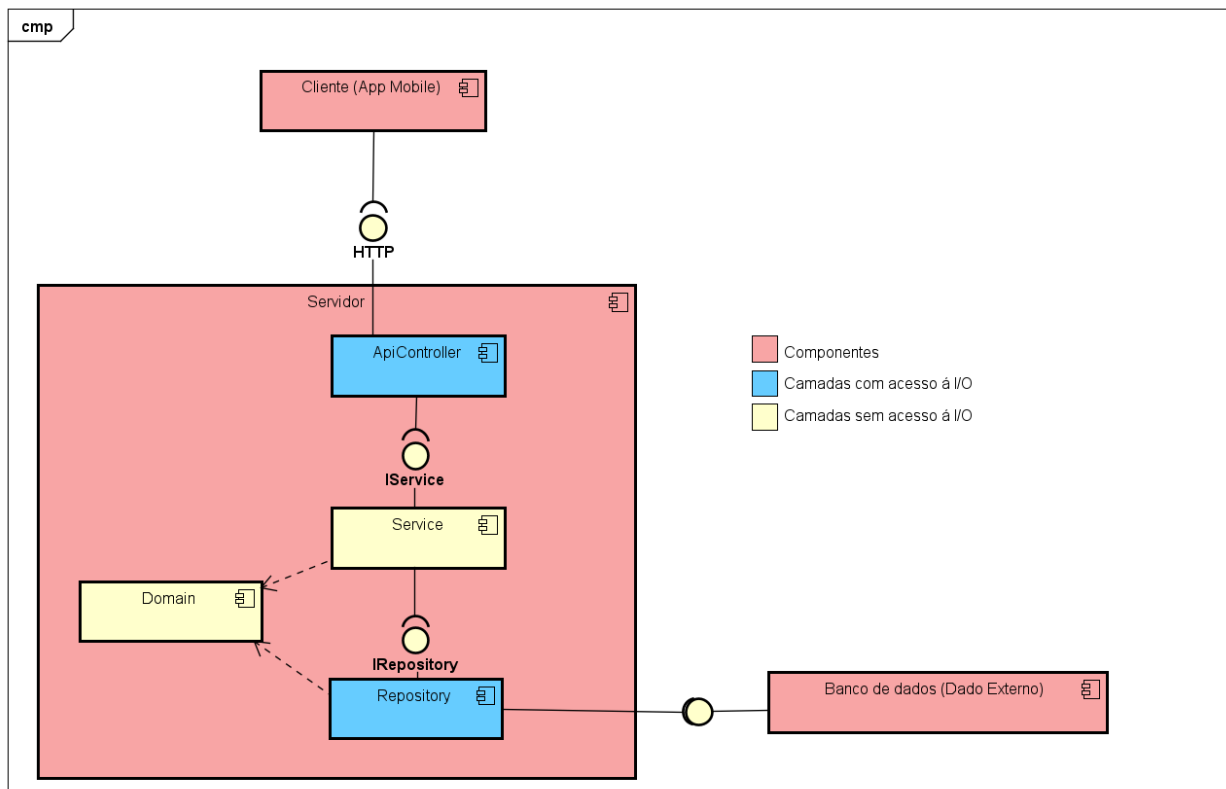 cmp
Cliente (App Mobile)
HTTP
Servidor
ApiController
Componentes
Camadas com acesso á I/O
Camadas sem acesso á I/O
IService
Service
Domain
IRepository
Repository
Banco de dados (Dado Externo)